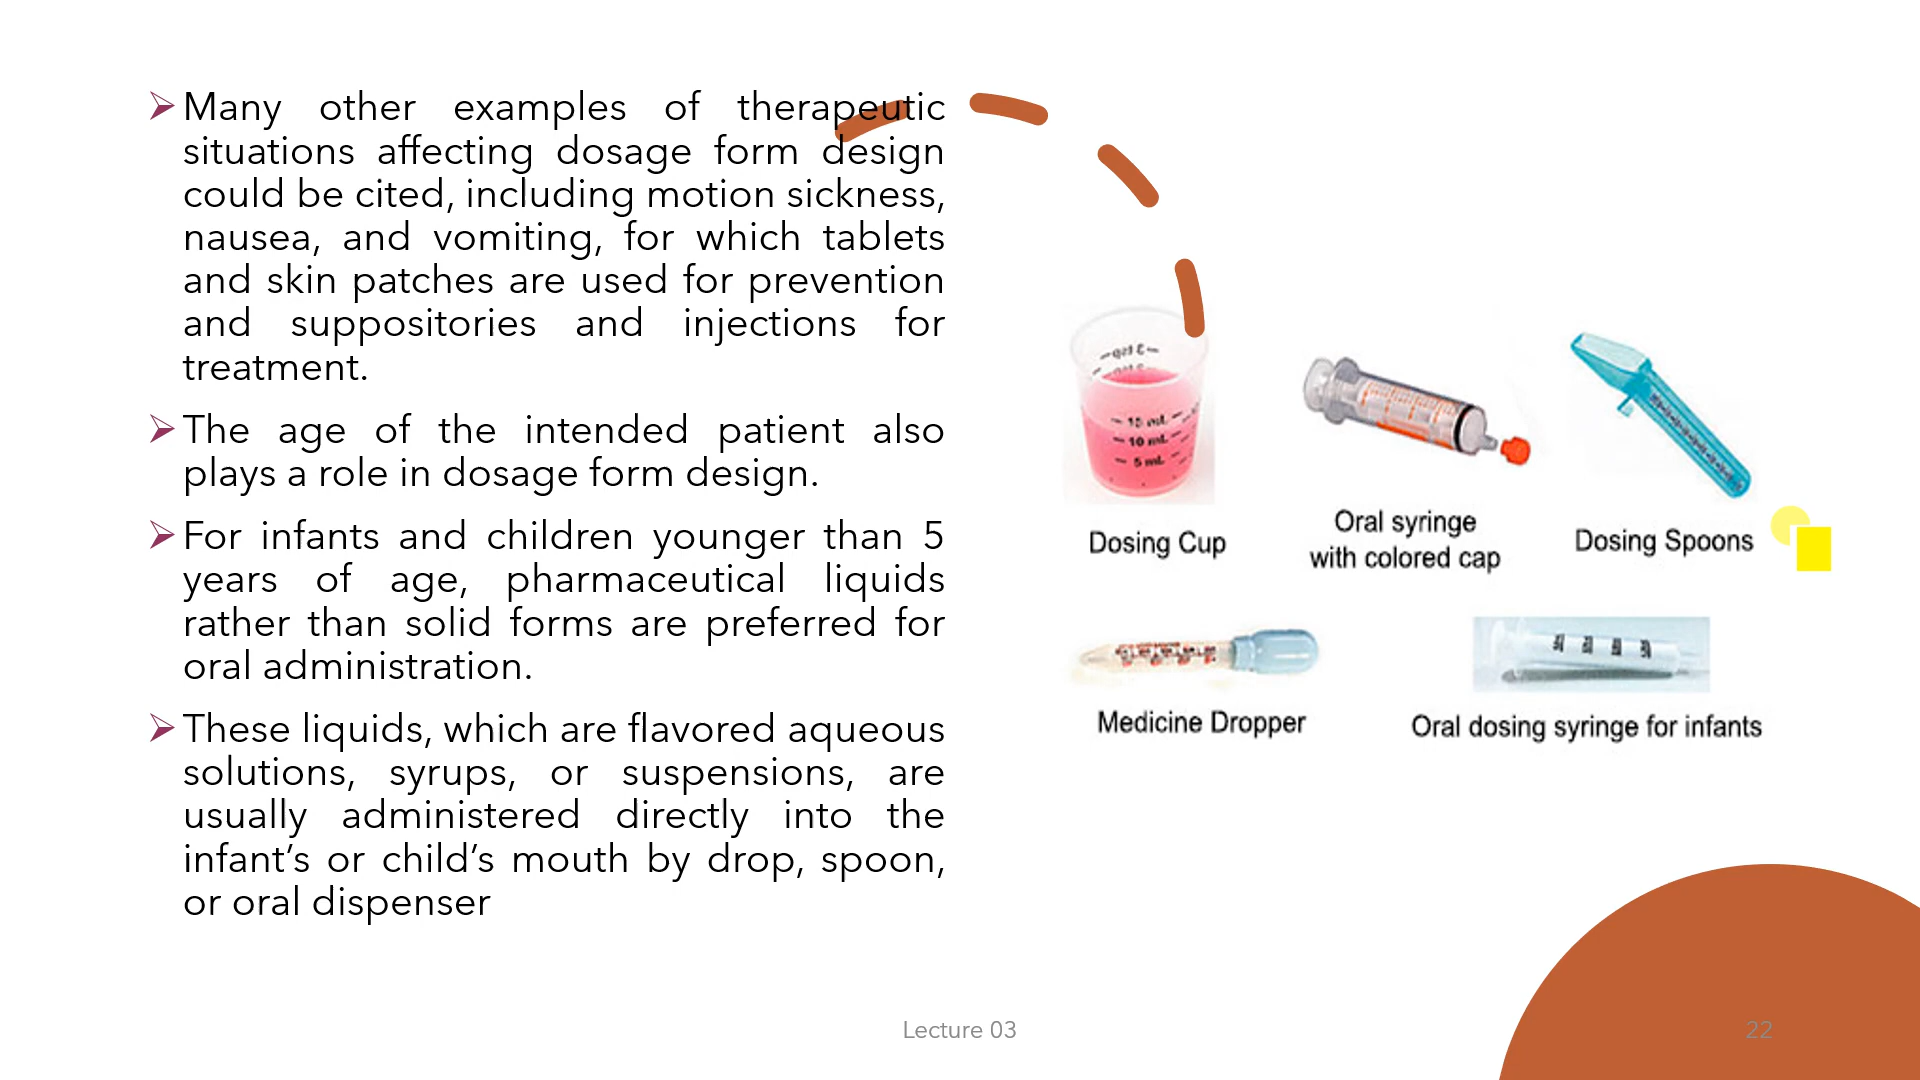 Many other examples of therapeutic
situations affecting dosage form design
could be cited, including motion sickness,
nausea, and vomiting, for which tablets
and skin patches are used for prevention
and suppositories and injections for
treatment.
The age of the intended patient also
plays a role in dosage form design.
For infants and children younger than 5
years of age, pharmaceutical liquids
rather than solid forms are preferred for
oral administration.
These liquids, which are flavored aqueous
solutions, syrups, or suspensions, are
usually administered directly into the
infant’s or child’s mouth by drop, spoon,
or oral dispenser
15 mL
10 mL
5 mL
Dosing Cup
Oral syringe
with colored cap
Dosing Spoons
Medicine Dropper
Oral dosing syringe for infants
Lecture 03
22